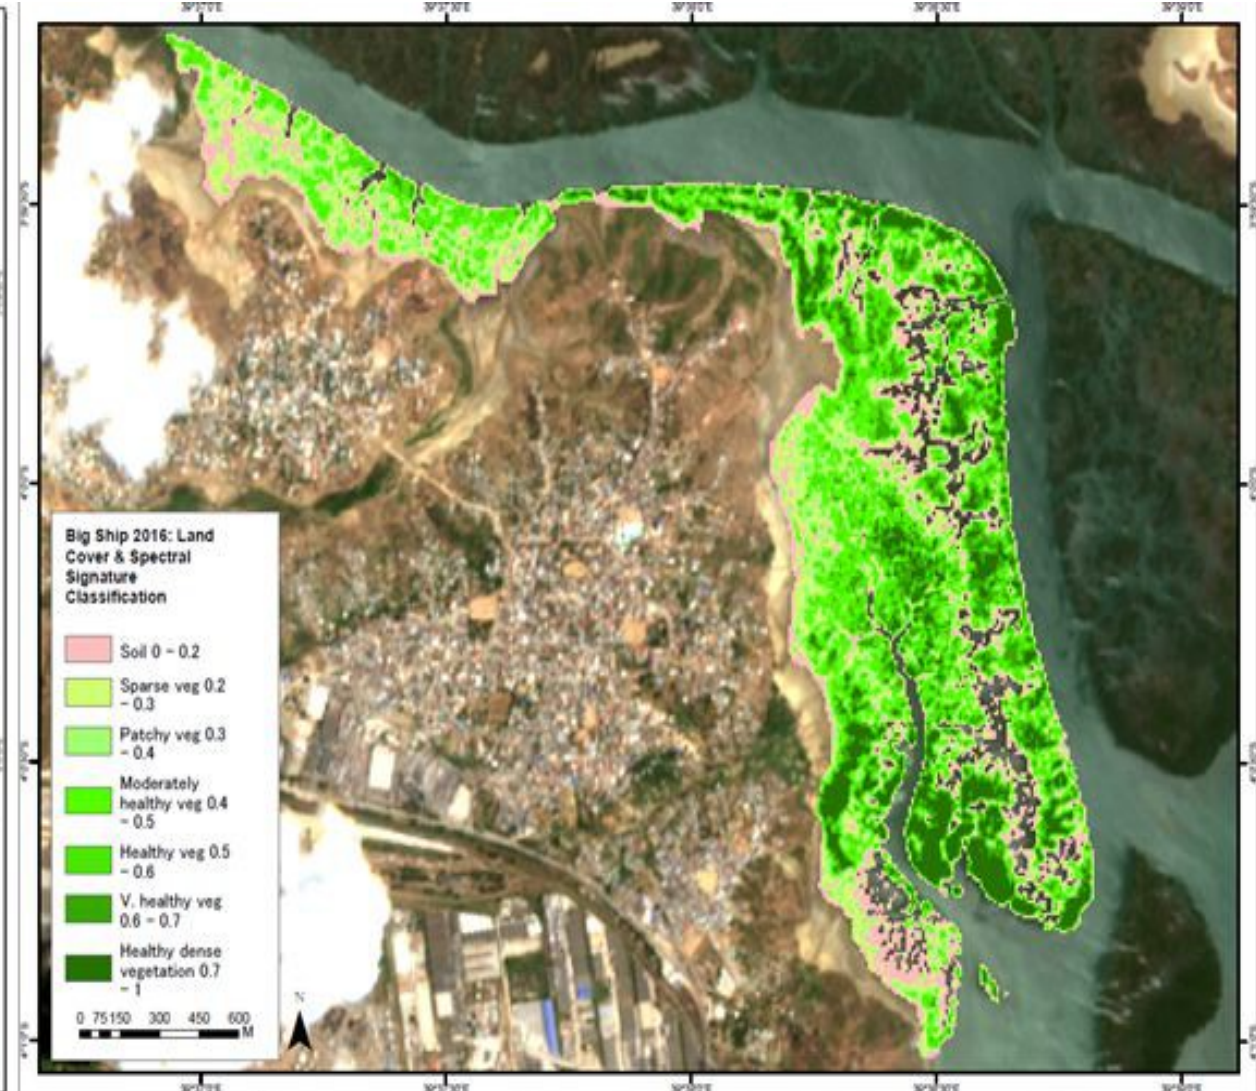 Big Ship 2016: Land
Cover & Spectral
Signature
Classification
Soil 0 - 0.2
Sparse veg 0.2
- 0.3
Patchy veg 0.3
- 0.4
Moderately
healthy veg 0.4
- 0.5
Healthy veg 0.5
- 0.6
V. healthy veg
0.6 - 0.7
Healthy dense
vegetation 0.7
- 1
N
0 75 150 300 450 600
M